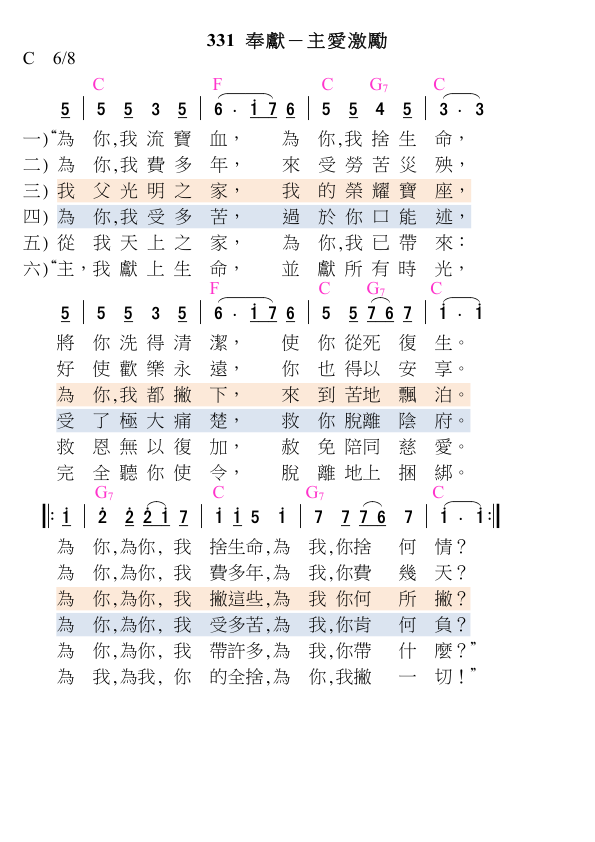 331 奉獻－主愛激勵
C 6/8
C F C G7 C
5 | 5 5 3 5 | 6 · i 7 6 | 5 5 4 5 | 3 · 3
一)“為 你,我 流 寶 血， 為 你,我 捨 生 命，
二) 為 你,我 費 多 年， 來 受 勞 苦 災 殃，
三) 我 父 光 明 之 家， 我 的 榮 耀 寶 座，
四) 為 你,我 受 多 苦， 過 於 你 口 能 述，
五) 從 我 天 上 之 家， 為 你,我 已 帶 來：
六)“主，我 獻 上 生 命， 並 獻 所 有 時 光，
F C G7 C
5 | 5 5 3 5 | 6 · i 7 6 | 5 5 7 6 7 | i · i
將 你 洗 得 清 潔， 使 你 從死 復 生。
好 使 歡 樂 永 遠， 你 也 得以 安 享。
為 你,我 都 撇 下， 來 到 苦地 飄 泊。
受 了 極 大 痛 楚， 救 你 脫離 陰 府。
救 恩 無 以 復 加， 赦 免 陪同 慈 愛。
完 全 聽 你 使 令， 脫 離 地上 捆 綁。
G7 C G7 C
‖: i | 2̇ 2̇ 2̇ i 7 | i i 5 i | 7 7 7 6 7 | i · i :‖
為 你,為你, 我 捨生命,為 我,你捨 何 情？
為 你,為你, 我 費多年,為 我,你費 幾 天？
為 你,為你, 我 撇這些,為 我 你何 所 撇？
為 你,為你, 我 受多苦,為 我,你肯 何 負？
為 你,為你, 我 帶許多,為 我,你帶 什 麼？”
為 我,為我, 你 的全捨,為 你,我撇 一 切！”